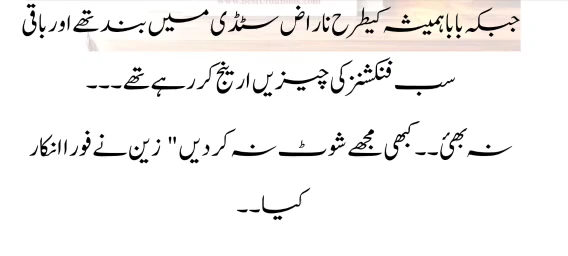 جبکہ بابا ہمیشہ کیطرح ناراض سٹڈی میں بند تھے اور باقی
سب فنکشنز کی چیزیں ارینج کر رہے تھے۔۔۔
نہ بھئ۔۔ کبھی مجھے شوٹ نہ کر دیں" زین نے فورا انکار
کیا۔۔